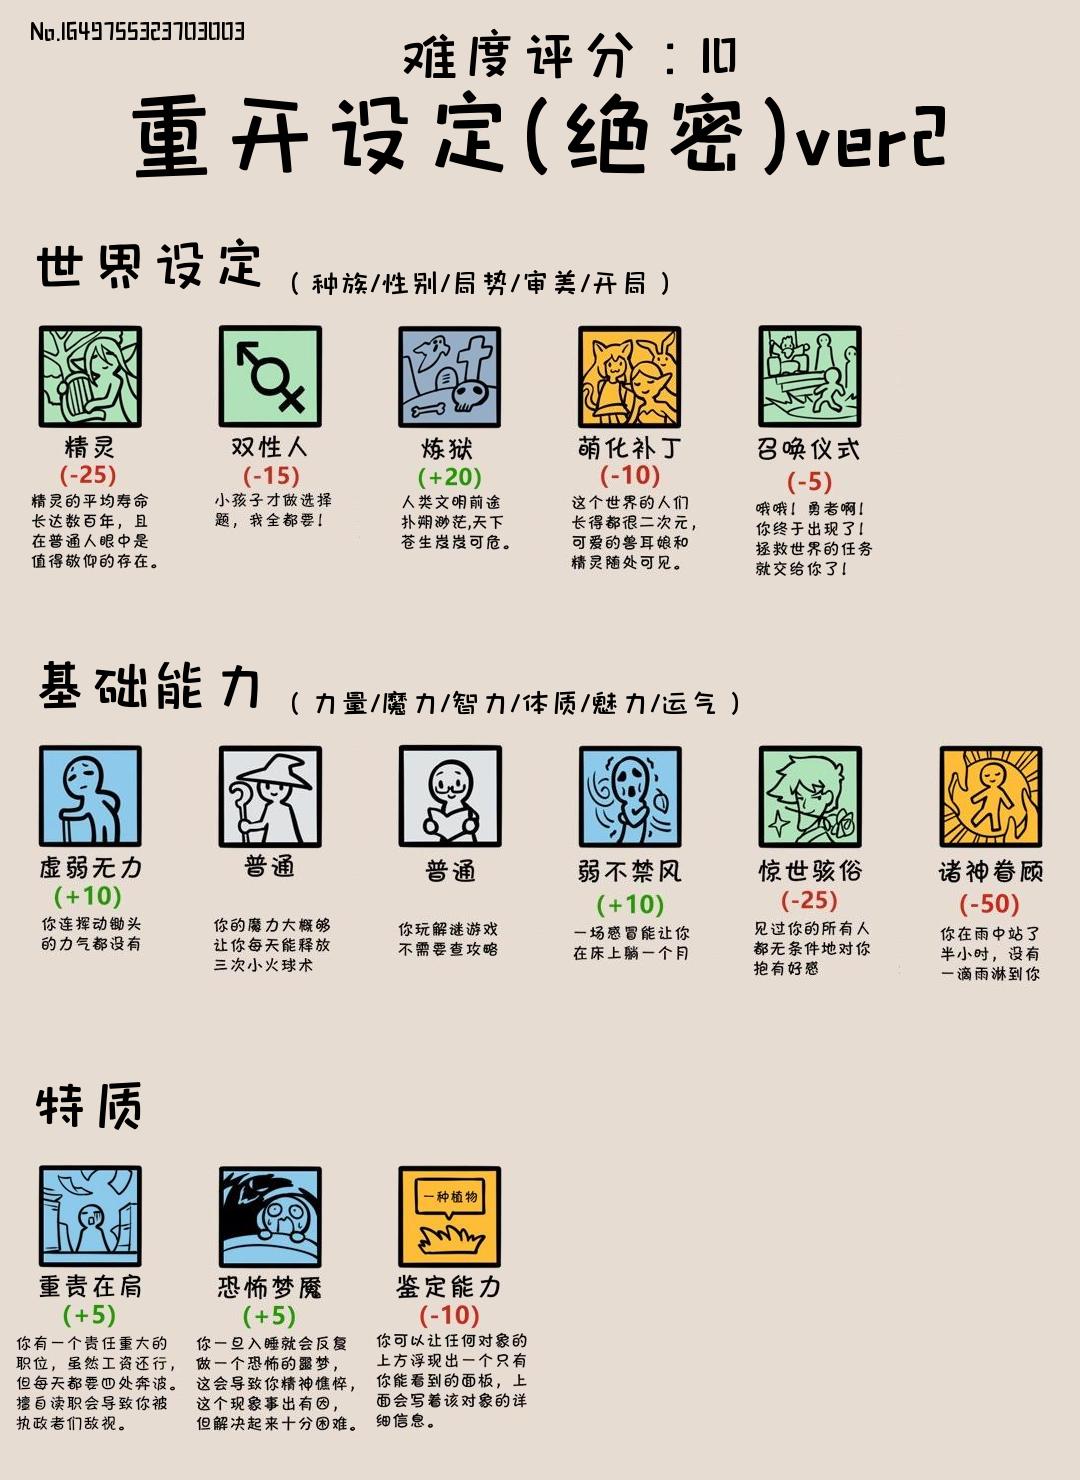 No.1649755323703003
难度评分：10
重开设定(绝密)ver2
世界设定（种族/性别/局势/审美/开局）
精灵
(-25)
精灵的平均寿命
长达数百年，且
在普通人眼中是
值得敬仰的存在。
双性人
(-15)
小孩子才做选择
题，我全都要！
炼狱
(+20)
人类文明前途
扑朔渺茫,天下
苍生岌岌可危。
萌化补丁
(-10)
这个世界的人们
长得都很二次元，
可爱的兽耳娘和
精灵随处可见。
召唤仪式
(-5)
哦哦！勇者啊！
你终于出现了！
拯救世界的任务
就交给你了！
基础能力（力量/魔力/智力/体质/魅力/运气）
虚弱无力
(+10)
你连挥动锄头
的力气都没有
普通
你的魔力大概够
让你每天能释放
三次小火球术
普通
你玩解谜游戏
不需要查攻略
弱不禁风
(+10)
一场感冒能让你
在床上躺一个月
惊世骇俗
(-25)
见过你的所有人
都无条件地对你
抱有好感
诸神眷顾
(-50)
你在雨中站了
半小时，没有
一滴雨淋到你
特质
重责在肩
(+5)
你有一个责任重大的
职位，虽然工资还行，
但每天都要四处奔波。
擅自渎职会导致你被
执政者们敌视。
恐怖梦魇
(+5)
你一旦入睡就会反复
做一个恐怖的噩梦，
这会导致你精神憔悴，
这个现象事出有因，
但解决起来十分困难。
一种植物
鉴定能力
(-10)
你可以让任何对象的
上方浮现出一个只有
你能看到的面板，上
面会写着该对象的详
细信息。